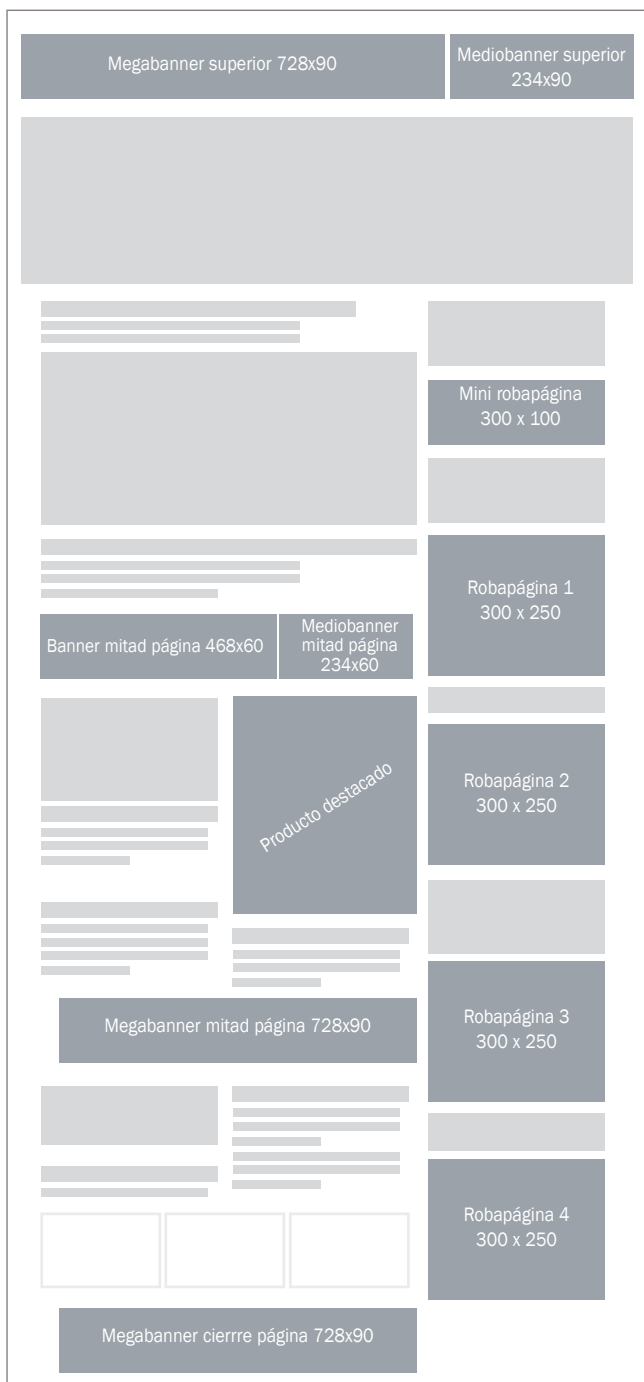 Megabanner superior 728x90
Mediobanner superior
234x90
Mini robapágina
300 x 100
Robapágina 1
300 x 250
Banner mitad página 468x60
Mediobanner
mitad página
234x60
Producto destacado
Robapágina 2
300 x 250
Megabanner mitad página 728x90
Robapágina 3
300 x 250
Robapágina 4
300 x 250
Megabanner cierrre página 728x90